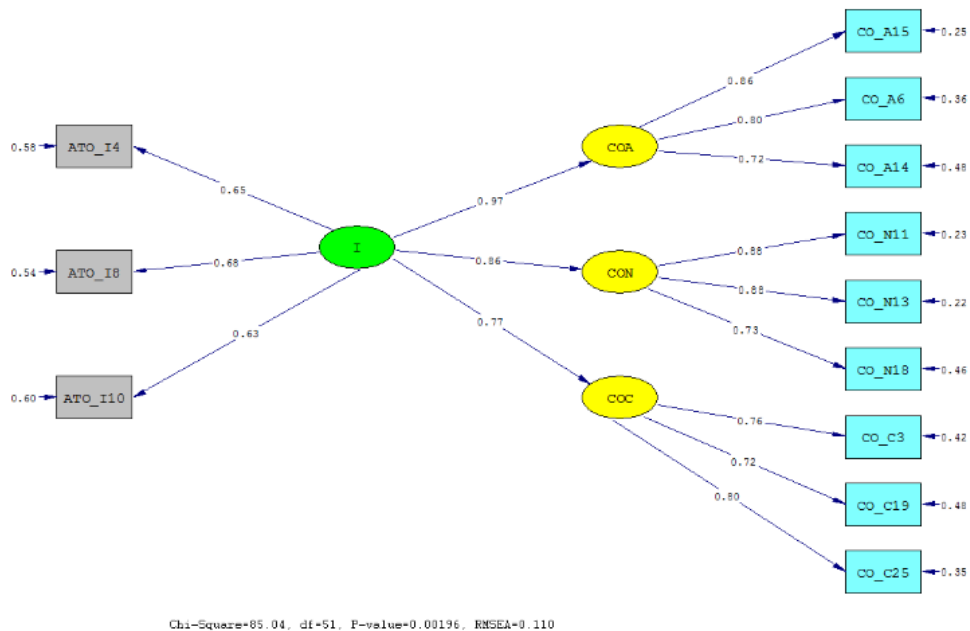 CO_A15
0.25
0.86
CO_A6
0.36
0.80
CO_A14
0.48
0.72
COA
ATO_I4
0.58
0.65
0.97
I
ATO_I8
0.54
0.68
0.86
CON
CO_N11
0.23
0.88
CO_N13
0.22
0.88
CO_N18
0.46
0.73
ATO_I10
0.60
0.63
0.77
COC
CO_C3
0.42
0.76
CO_C19
0.48
0.72
CO_C25
0.35
0.80
Chi-Square=85.04, df=51, P-value=0.00196, RMSEA=0.110